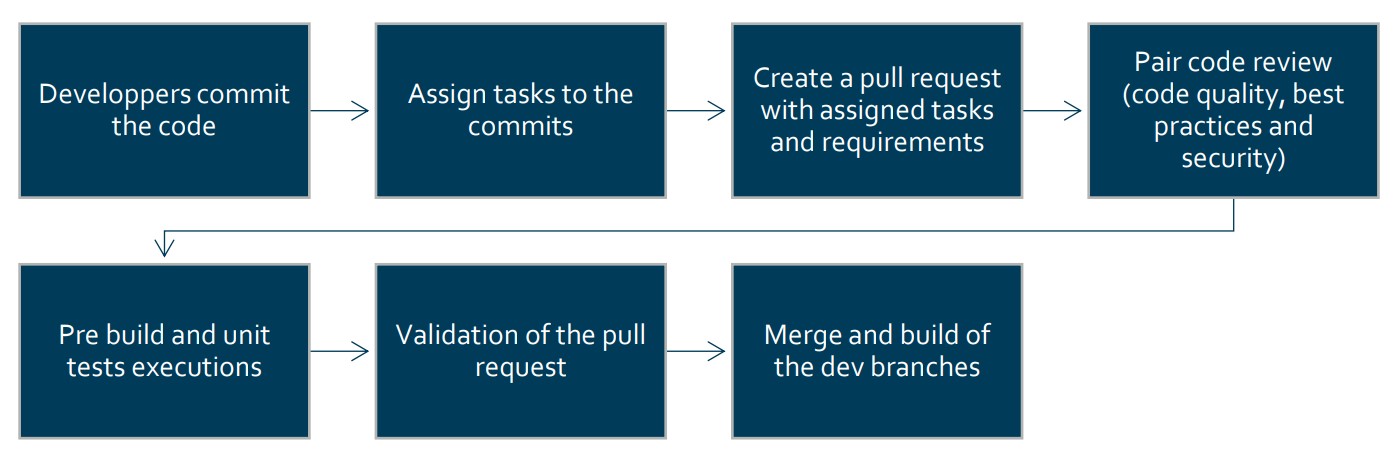 Developpers commit
the code
Assign tasks to the
commits
Create a pull request
with assigned tasks
and requirements
Pair code review
(code quality, best
practices and
security)
Pre build and unit
tests executions
Validation of the pull
request
Merge and build of
the dev branches